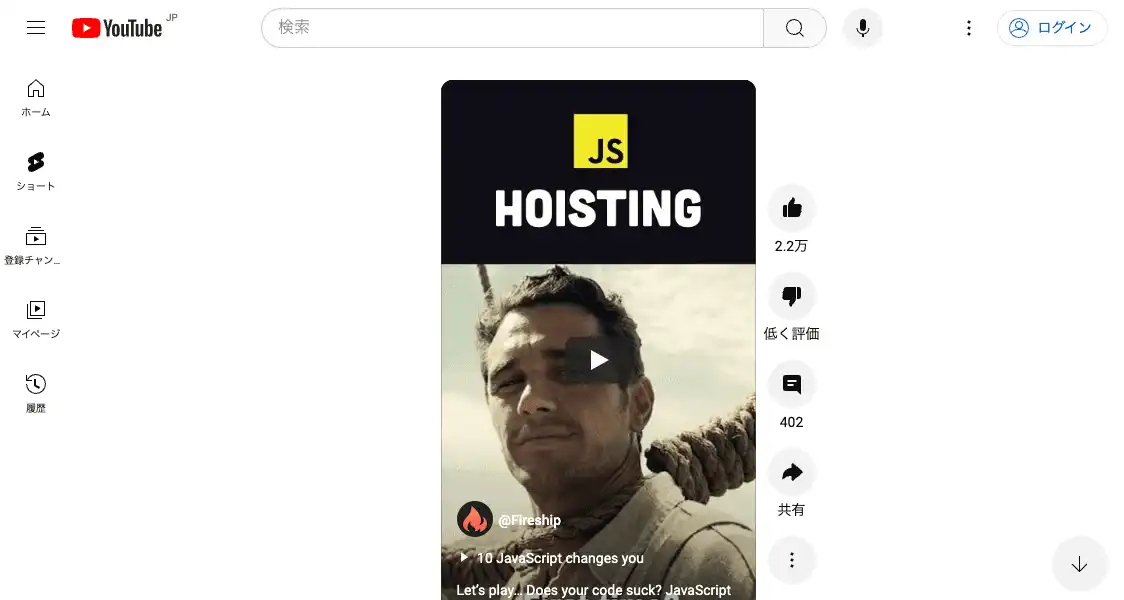 YouTube JP
検索
ログイン
ホーム
ショート
登録チャン...
マイページ
履歴
JS
HOISTING
2.2万
低く評価
402
共有
@Fireship
10 JavaScript changes you
Let's play… Does your code suck? JavaScript